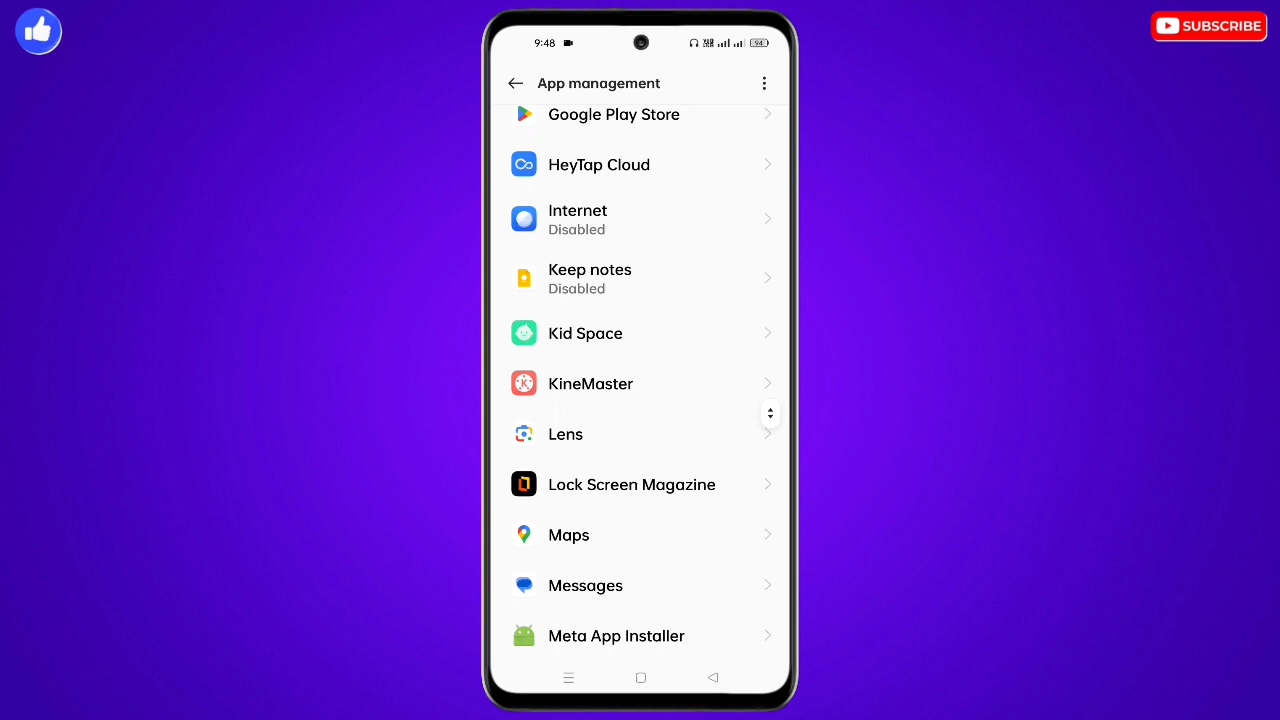 SUBSCRIBE
9:48
94
App management
Google Play Store
HeyTap Cloud
Internet
Disabled
Keep notes
Disabled
Kid Space
KineMaster
Lens
Lock Screen Magazine
Maps
Messages
Meta App Installer